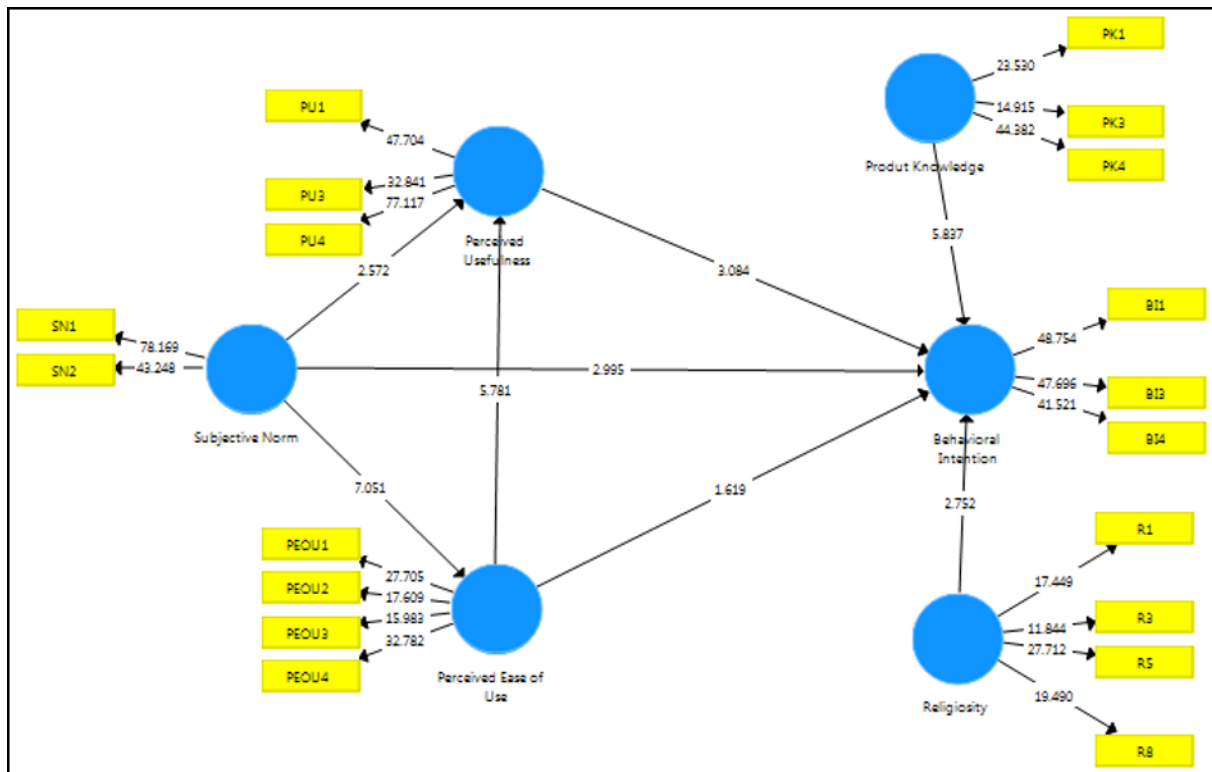 PK1
23.530
14.915
PK3
44.382
PK4
Produt Knowledge
5.837
PU1
47.704
32.841
PU3
77.117
PU4
Perceived
Usefulness
2.572
3.084
SN1
78.169
SN2
43.248
Subjective Norm
5.781
2.995
BI1
48.754
47.696
BI3
41.521
BI4
Behavioral
Intention
7.051
1.619
2.752
PEOU1
27.705
PEOU2
17.609
PEOU3
15.983
32.782
PEOU4
Perceived Ease of
Use
R1
17.449
11.844
R3
27.712
R5
19.490
Religiosity
R8